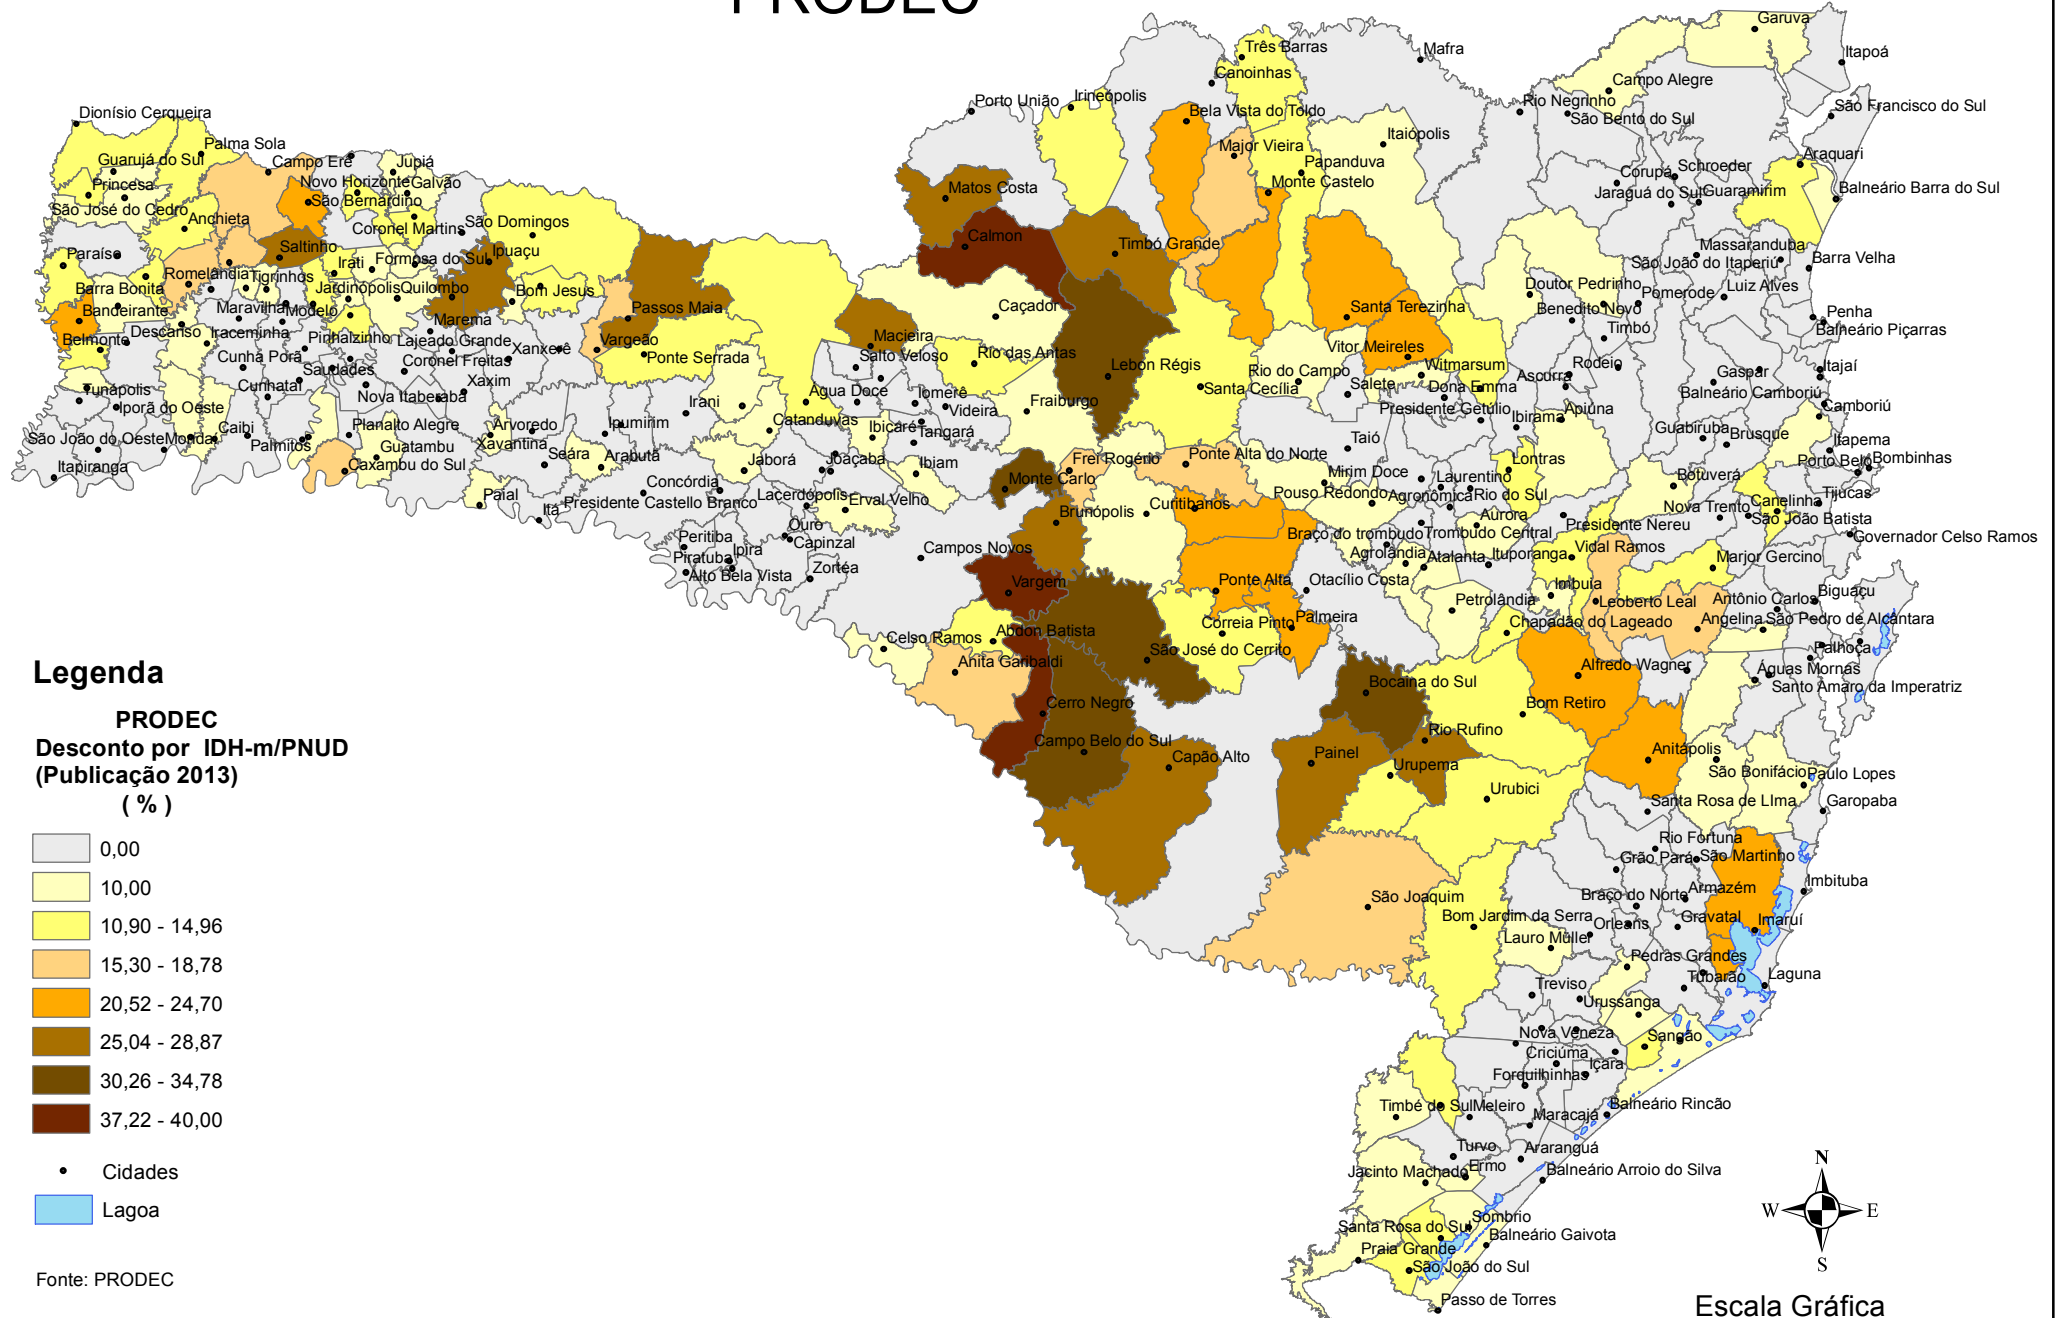 PRODEC
Garuva
Itapoá
Três Barras
Mafra
Canoinhas
Campo Alegre
Porto União
Irineópolis
Rio Negrinho
São Francisco do Sul
Dionísio Cerqueira
Bela Vista do Toldo
São Bento do Sul
Palma Sola
Itaiópolis
Guarujá do Sul
Campo Erê
Jupiá
Major Vieira
Papanduva
Schroeder
Araquari
Princesa
Novo Horizonte
Galvão
Matos Costa
Monte Castelo
Corupá
Jaraguá do Sul
Guaramirim
Balneário Barra do Sul
São José do Cedro
São Bernardino
Anchieta
Coronel Martins
São Domingos
Calmon
Timbó Grande
Massaranduba
Paraíso
Saltinho
Ipuaçu
São João do Itaperiú
Barra Velha
Romelândia
Tigrinhos
Irati
Formosa do Sul
Barra Bonita
Jardinópolis
Quilombo
Bom Jesus
Doutor Pedrinho
Pomerode
Luiz Alves
Bandeirante
Maravilha
Modelo
Marema
Passos Maia
Caçador
Santa Terezinha
Benedito Novo
Penha
Descanso
Iraceminha
Pinhalzinho
Lajeado Grande
Macieira
Timbó
Balneário Piçarras
Belmonte
Cunhã Porã
Coronel Freitas
Xanxerê
Vargeão
Ponte Serrada
Salto Veloso
Rio das Antas
Lebon Régis
Vitor Meireles
Witmarsum
Rodeio
Itajaí
Saudades
Xaxim
Rio do Campo
Ascurra
Gaspar
Tunápolis
Cunhataí
Nova Itaberaba
Irani
Água Doce
Iomerê
Santa Cecília
Salete
Dona Emma
Balneário Camboriú
Iporã do Oeste
Videira
Fraiburgo
Presidente Getúlio
Ibirama
Apiúna
Camboriú
São João do Oeste
Mondaí
Caibi
Palmitos
Planalto Alegre
Arvoredo
Ipumirim
Catanduvas
Ibicaré
Tangará
Taió
Guabiruba
Brusque
Itapema
Itapiranga
Guatambu
Xavantina
Caxambu do Sul
Seára
Arabutã
Jaborá
Joaçaba
Ibiam
Frei Rogério
Ponte Alta do Norte
Mirim Doce
Laurentino
Lontras
Botuverá
Porto Belo
Bombinhas
Paial
Concórdia
Monte Carlo
Pouso Redondo
Agronômica
Rio do Sul
Canelinha
Tijucas
Itá
Presidente Castello Branco
Lacerdópolis
Erval Velho
Brunópolis
Curitibanos
Aurora
Nova Trento
São João Batista
Ouro
Braço do trombudo
Trombudo Central
Presidente Nereu
Governador Celso Ramos
Peritiba
Ipira
Capinzal
Campos Novos
Agrolândia
Atalanta
Ituporanga
Vidal Ramos
Marjor Gercino
Piratuba
Alto Bela Vista
Zortéa
Vargem
Ponte Alta
Otacílio Costa
Imbuia
Biguaçu
Petrolândia
Leoberto Leal
Antônio Carlos
Celso Ramos
Abdon Batista
Correia Pinto
Palmeira
Chapadão do Lageado
Angelina
São Pedro de Alcântara
São José do Cerrito
Palhoça
Anita Garibaldi
Alfredo Wagner
Águas Mornas
Bocaina do Sul
Santo Amaro da Imperatriz
Cerro Negro
Bom Retiro
Rio Rufino
Campo Belo do Sul
Capão Alto
Painel
Anitápolis
Urupema
São Bonifácio
Paulo Lopes
Urubici
Santa Rosa de LIma
Garopaba
Rio Fortuna
Grão Pará
São Martinho
Imbituba
São Joaquim
Braço do Norte
Armazém
Bom Jardim da Serra
Orleans
Gravatal
Imaruí
Lauro Müller
Pedras Grandes
Tubarão
Laguna
Treviso
Urussanga
Nova Veneza
Sangão
Criciúma
Içara
Forquilhinhas
Timbé do Sul
Meleiro
Maracajá
Balneário Rincão
Turvo
Araranguá
Jacinto Machado
Ermo
Balneário Arroio do Silva
Santa Rosa do Sul
Sombrio
Balneário Gaivota
Praia Grande
São João do Sul
Passo de Torres
Legenda
PRODEC
Desconto por IDH-m/PNUD
(Publicação 2013)
( % )
0,00
10,00
10,90 - 14,96
15,30 - 18,78
20,52 - 24,70
25,04 - 28,87
30,26 - 34,78
37,22 - 40,00
Cidades
Lagoa
Fonte: PRODEC
N
W
E
S
Escala Gráfica